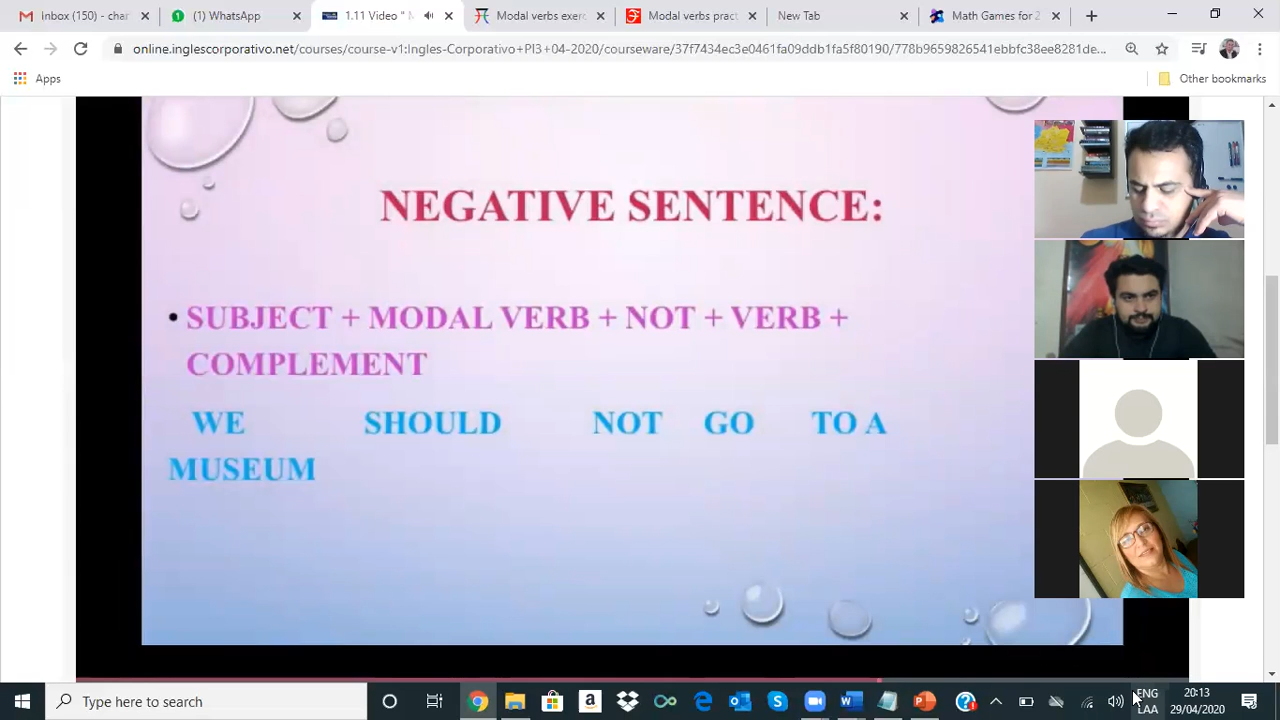 Inbox (150) - char
(1) WhatsApp
1.11 Video " M
Modal verbs exerc
Modal verbs pract
New Tab
Math Games for 2
online.inglescorporativo.net/courses/course-v1:Ingles-Corporativo+PI3+04-2020/courseware/37f7434ec3e0461fa09ddb1fa5f80190/778b9659826541ebbfc38ee8281de...
Apps
Other bookmarks
NEGATIVE SENTENCE:
• SUBJECT + MODAL VERB + NOT + VERB +
COMPLEMENT
WE SHOULD NOT GO TO A
MUSEUM
Type here to search
ENG
LAA
20:13
29/04/2020